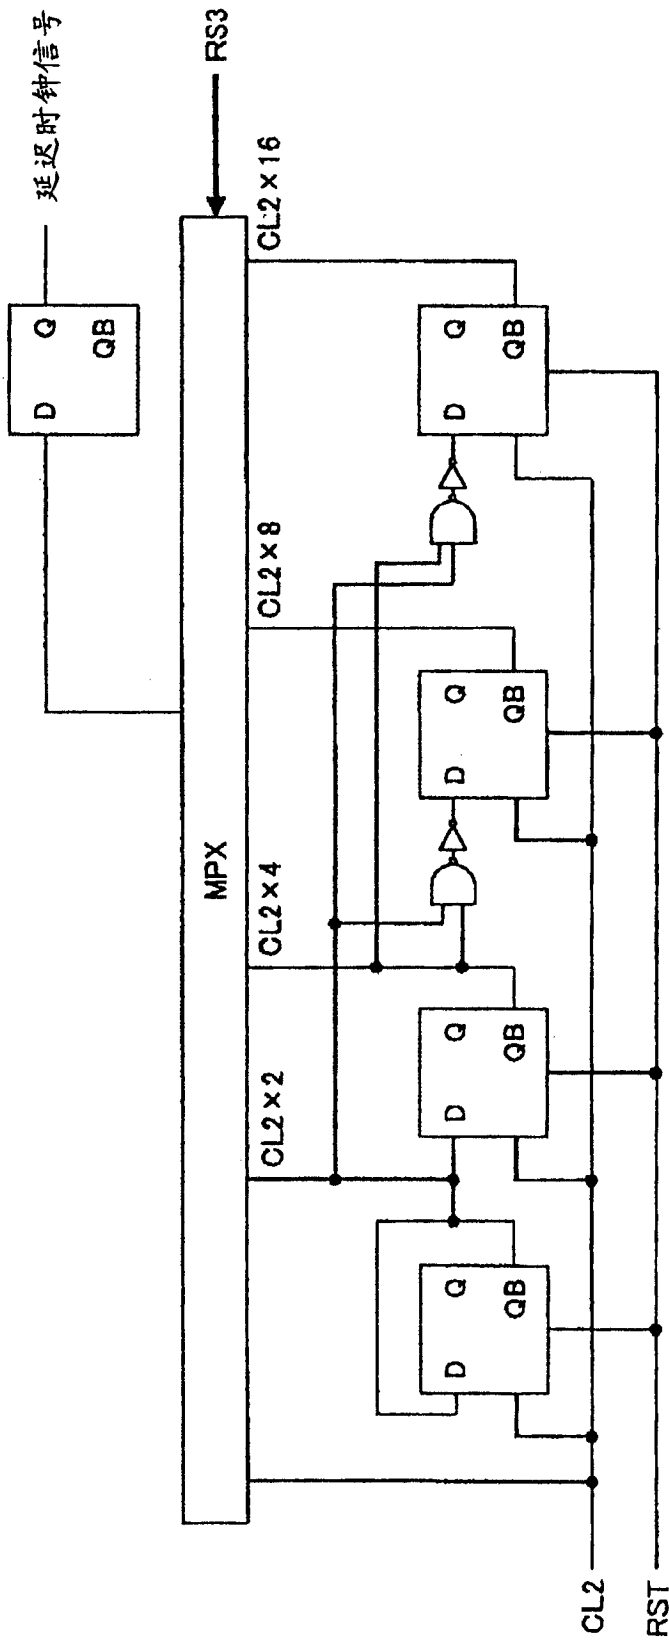 延迟时钟信号
D Q
QB
RS3
MPX
CL2×2
CL2×4
CL2×8
CL2×16
D Q
QB
D Q
QB
D Q
QB
D Q
QB
CL2
RST